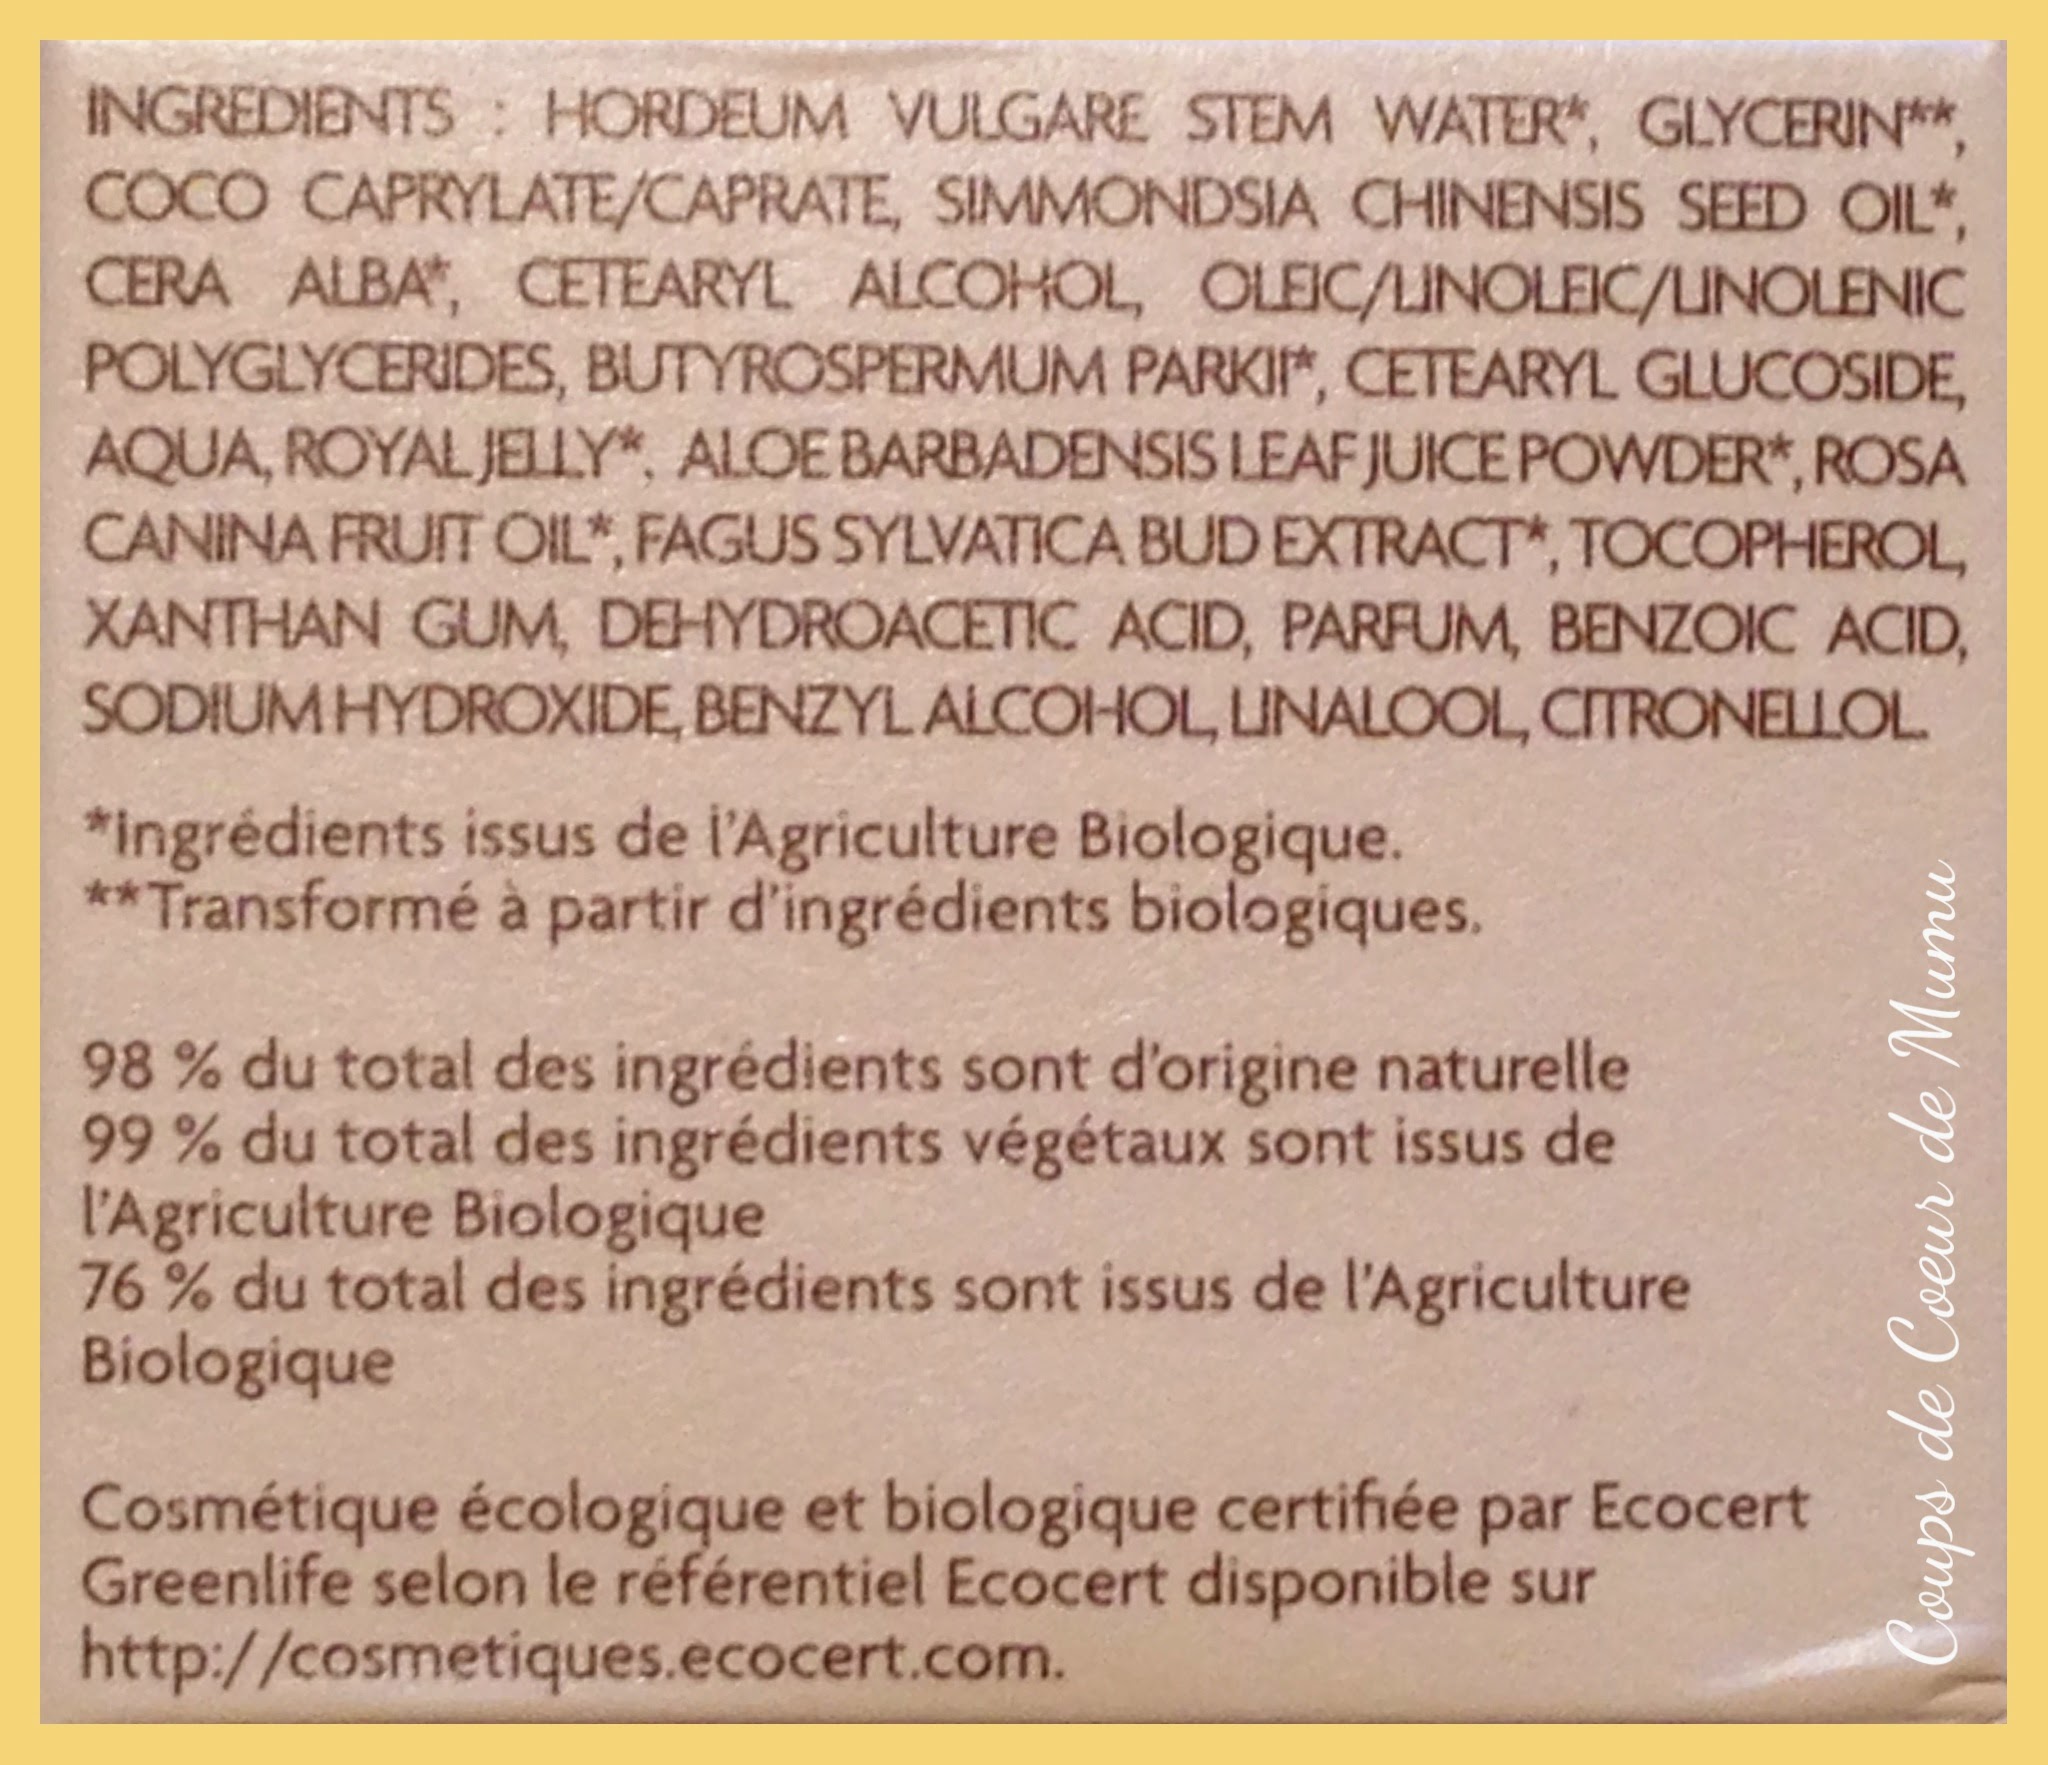 INGREDIENTS : HORDEUM VULGARE STEM WATER*, GLYCERIN**,
COCO CAPRYLATE/CAPRATE, SIMMONDSIA CHINENSIS SEED OIL*,
CERA ALBA*, CETEARYL ALCOHOL, OLEIC/LINOLEIC/LINOLENIC
POLYGLYCERIDES, BUTYROSPERMUM PARKII*, CETEARYL GLUCOSIDE,
AQUA, ROYAL JELLY*, ALOE BARBADENSIS LEAF JUICE POWDER*, ROSA
CANINA FRUIT OIL*, FAGUS SYLVATICA BUD EXTRACT*, TOCOPHEROL,
XANTHAN GUM, DEHYDROACETIC ACID, PARFUM, BENZOIC ACID,
SODIUM HYDROXIDE, BENZYL ALCOHOL, LINALOOL, CITRONELLOL.
*Ingrédients issus de l'Agriculture Biologique.
**Transformé à partir d'ingrédients biologiques.
98 % du total des ingrédients sont d'origine naturelle
99 % du total des ingrédients végétaux sont issus de
l'Agriculture Biologique
76 % du total des ingrédients sont issus de l'Agriculture
Biologique
Cosmétique écologique et biologique certifiée par Ecocert
Greenlife selon le référentiel Ecocert disponible sur
http://cosmetiques.ecocert.com.
Coups de Coeur de Mumu